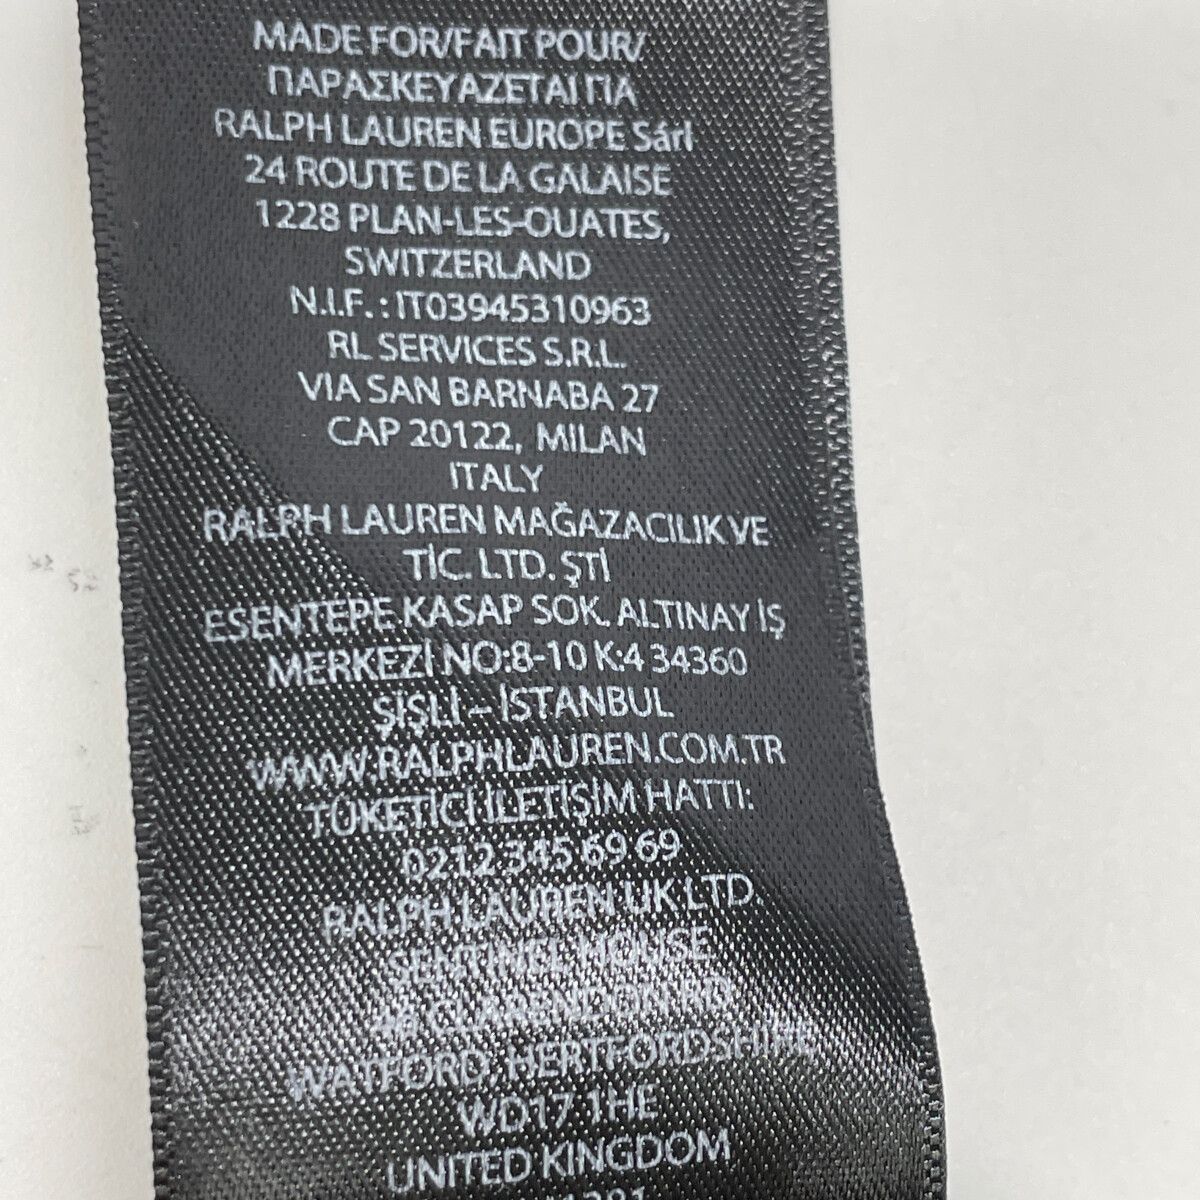 MADE FOR/FAIT POUR/
ΠΑΡΑΣΚΕΥΑΖΕΤΑΙ ΓΙΑ
RALPH LAUREN EUROPE Sárl
24 ROUTE DE LA GALAISE
1228 PLAN-LES-OUATES,
SWITZERLAND
N.I.F. : IT03945310963
RL SERVICES S.R.L.
VIA SAN BARNABA 27
CAP 20122, MILAN
ITALY
RALPH LAUREN MAĞAZACILIK VE
TİC. LTD. ŞTİ
ESENTEPE KASAP SOK. ALTINAY İŞ
MERKEZİ NO:8-10 K:4 34360
ŞİŞLİ – İSTANBUL
WWW.RALPHLAUREN.COM.TR
TÜKETİCİ İLETİŞİM HATTI:
0212 345 69 69
RALPH LAUREN UK LTD.
SENTINEL HOUSE
CLARENDON RD
WATFORD, HERTFORDSHIRE
WD17 1HE
UNITED KINGDOM